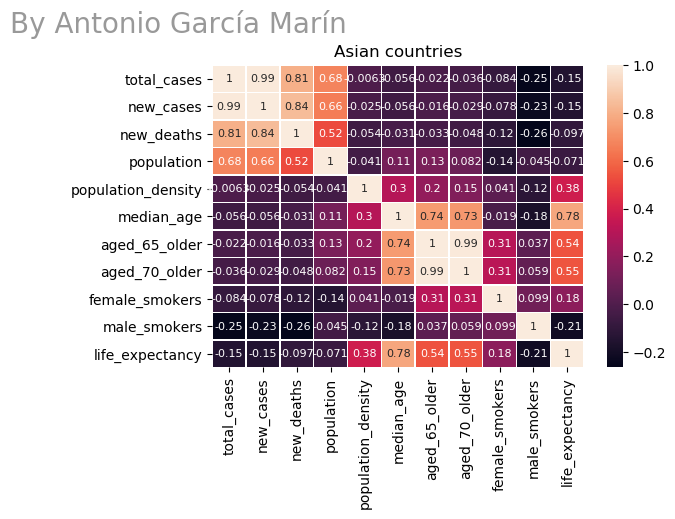 By Antonio García Marín
Asian countries
total_cases 1 0.99 0.81 0.68 -0.0063 -0.056 -0.022 -0.036 -0.084 -0.25 -0.15
new_cases 0.99 1 0.84 0.66 -0.025 -0.056 -0.016 -0.029 -0.078 -0.23 -0.15
new_deaths 0.81 0.84 1 0.52 -0.054 -0.031 -0.033 -0.048 -0.12 -0.26 -0.097
population 0.68 0.66 0.52 1 -0.041 0.11 0.13 0.082 -0.14 -0.045 -0.071
population_density -0.0063 -0.025 -0.054 -0.041 1 0.3 0.2 0.15 0.041 -0.12 0.38
median_age -0.056 -0.056 -0.031 0.11 0.3 1 0.74 0.73 -0.019 -0.18 0.78
aged_65_older -0.022 -0.016 -0.033 0.13 0.2 0.74 1 0.99 0.31 0.037 0.54
aged_70_older -0.036 -0.029 -0.048 0.082 0.15 0.73 0.99 1 0.31 0.059 0.55
female_smokers -0.084 -0.078 -0.12 -0.14 0.041 -0.019 0.31 0.31 1 0.099 0.18
male_smokers -0.25 -0.23 -0.26 -0.045 -0.12 -0.18 0.037 0.059 0.099 1 -0.21
life_expectancy -0.15 -0.15 -0.097 -0.071 0.38 0.78 0.54 0.55 0.18 -0.21 1
total_cases
new_cases
new_deaths
population
population_density
median_age
aged_65_older
aged_70_older
female_smokers
male_smokers
life_expectancy
1.0
0.8
0.6
0.4
0.2
0.0
−0.2